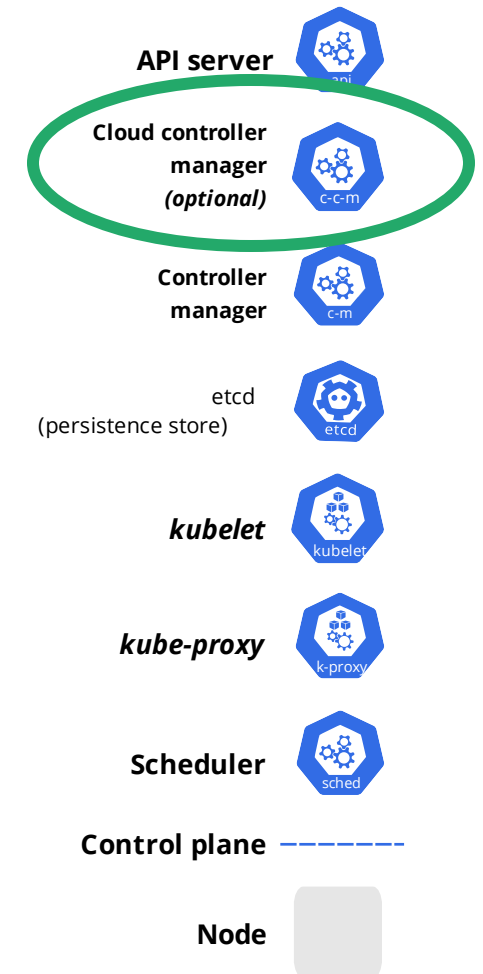 API server
api
Cloud controller
manager
(optional)
c-c-m
Controller
manager
c-m
etcd
(persistence store)
etcd
kubelet
kubelet
kube-proxy
k-proxy
Scheduler
sched
Control plane
Node